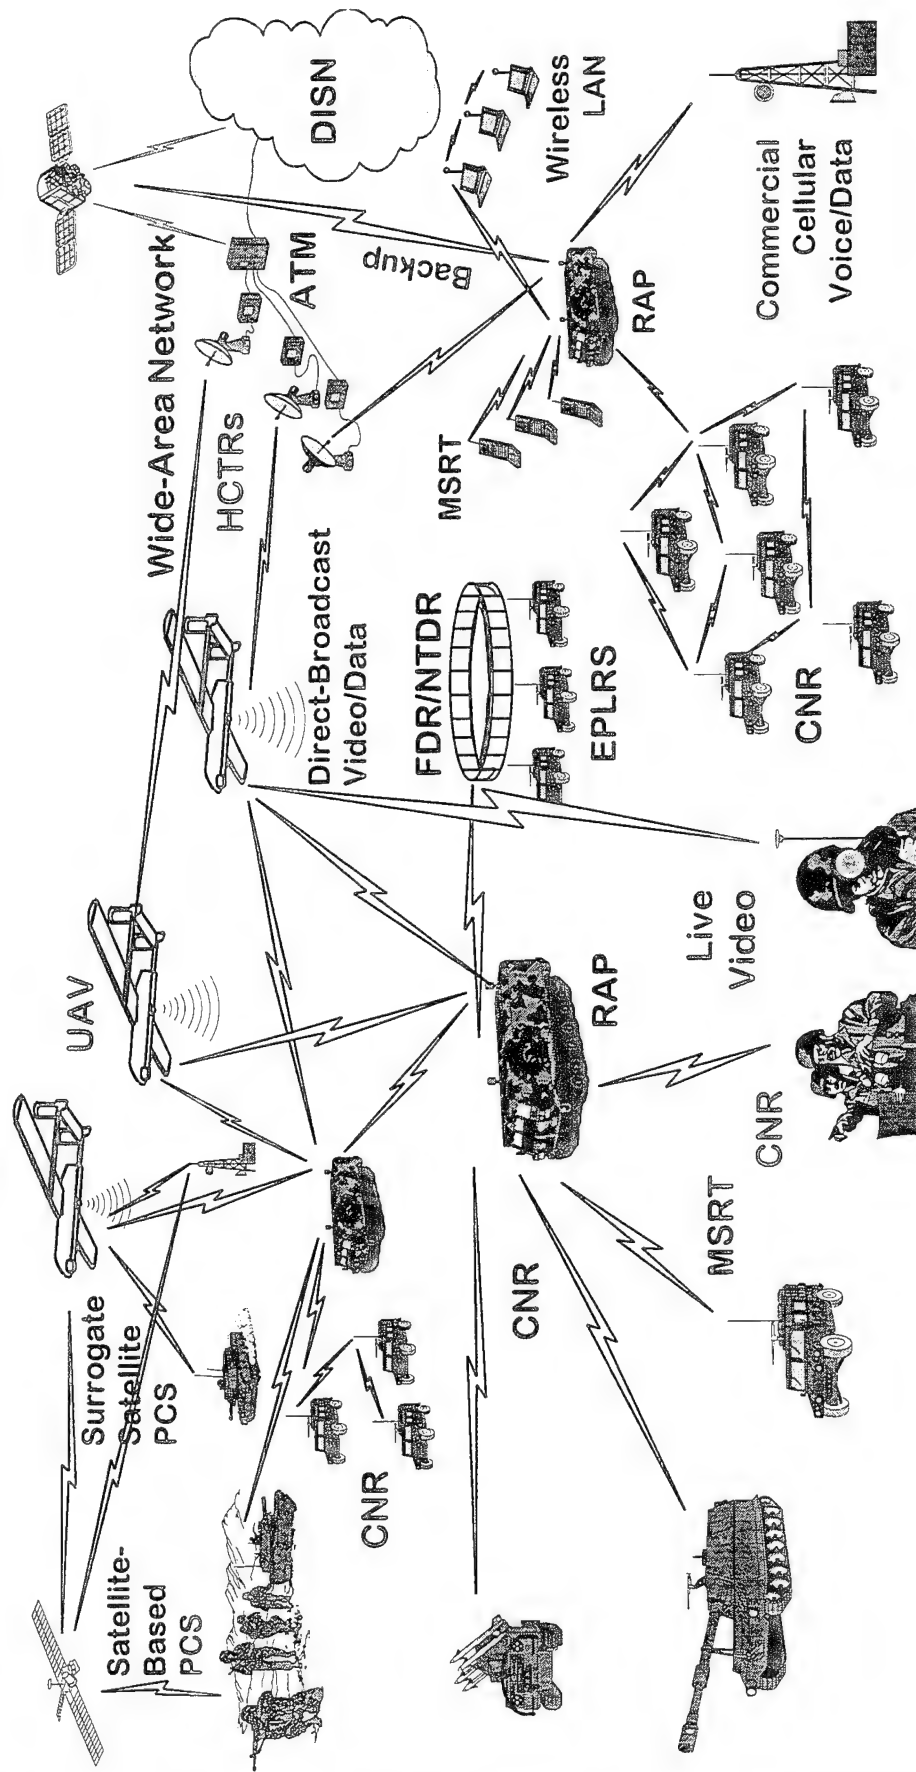 Satellite-
Based
PCS
Surrogate
Satellite
PCS
UAV
Wide-Area Network
HCTRs
ATM
DISN
Backup
Direct-Broadcast
Video/Data
CNR
FDR/NTDR
EPLRS
MSRT
Wireless
LAN
RAP
CNR
RAP
MSRT
CNR
Live
Video
CNR
Commercial
Cellular
Voice/Data